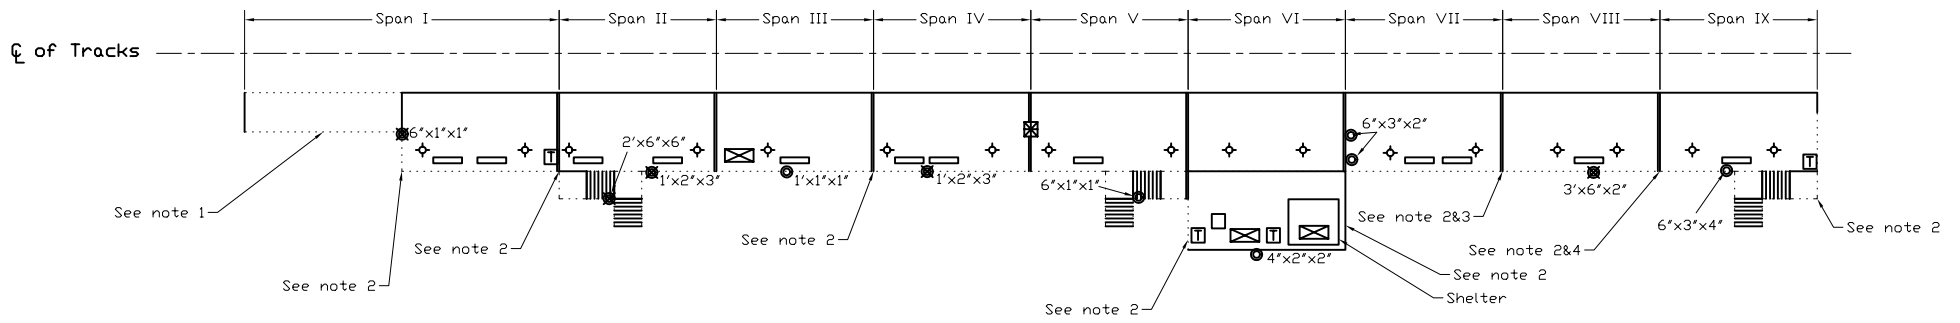 Span I
Span II
Span III
Span IV
Span V
Span VI
Span VII
Span VIII
Span IX
℄ of Tracks
6"x1"x1"
2'x6"x6"
6"x3"x2"
T
T
1'x2"x3"
1'x1"x1"
1'x2"x3"
6"x1"x1"
3'x6"x2"
See note 1
See note 2
See note 2
See note 2&3
6"x3"x4"
See note 2
T
T
See note 2&4
4"x2"x2"
See note 2
See note 2
Shelter
See note 2